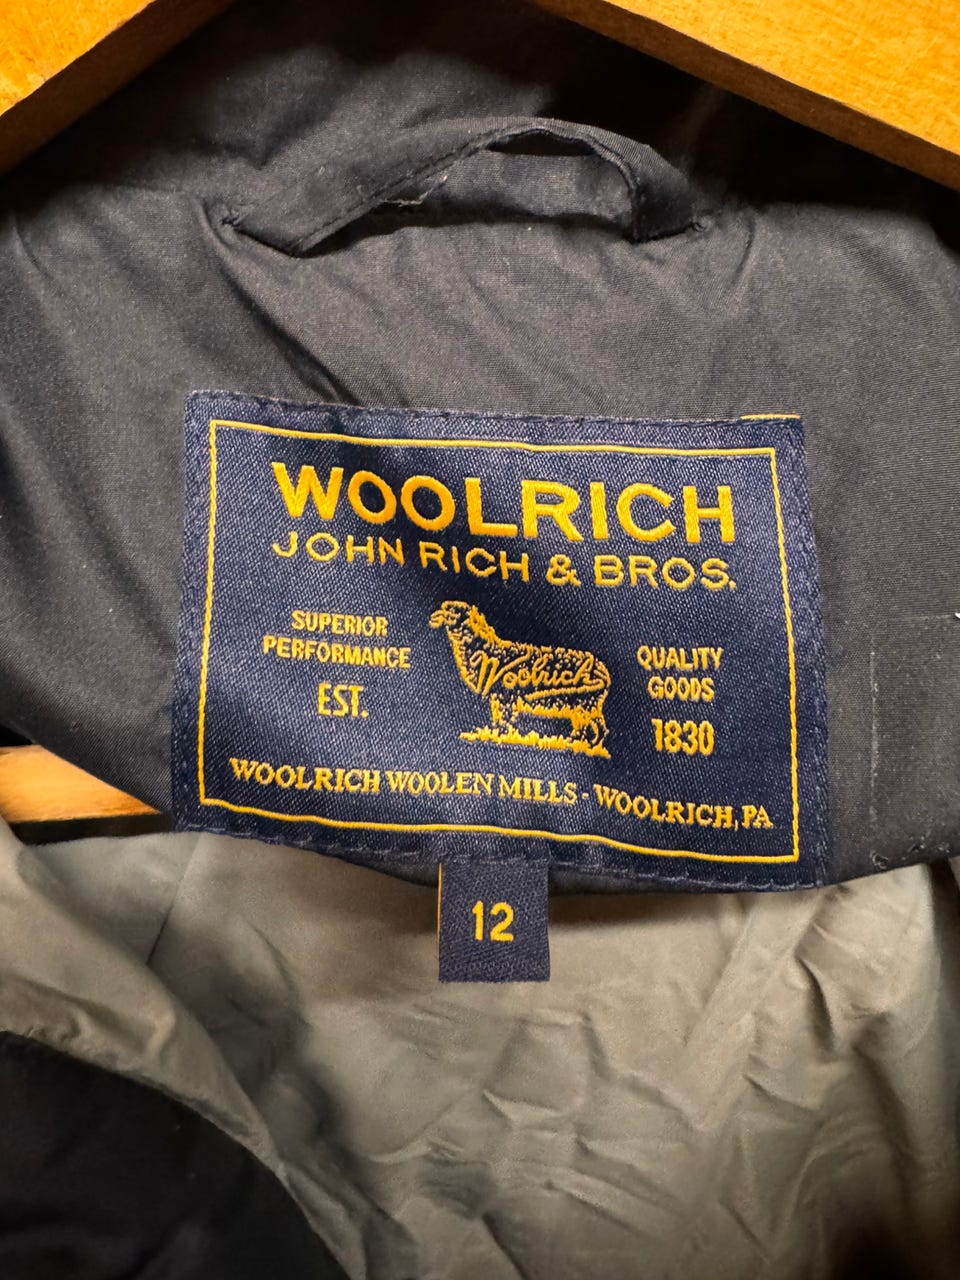 WOOLRICH
JOHN RICH & BROS.
SUPERIOR
PERFORMANCE
EST.
Woolrich
QUALITY
GOODS
1830
WOOLRICH WOOLEN MILLS - WOOLRICH, PA
12